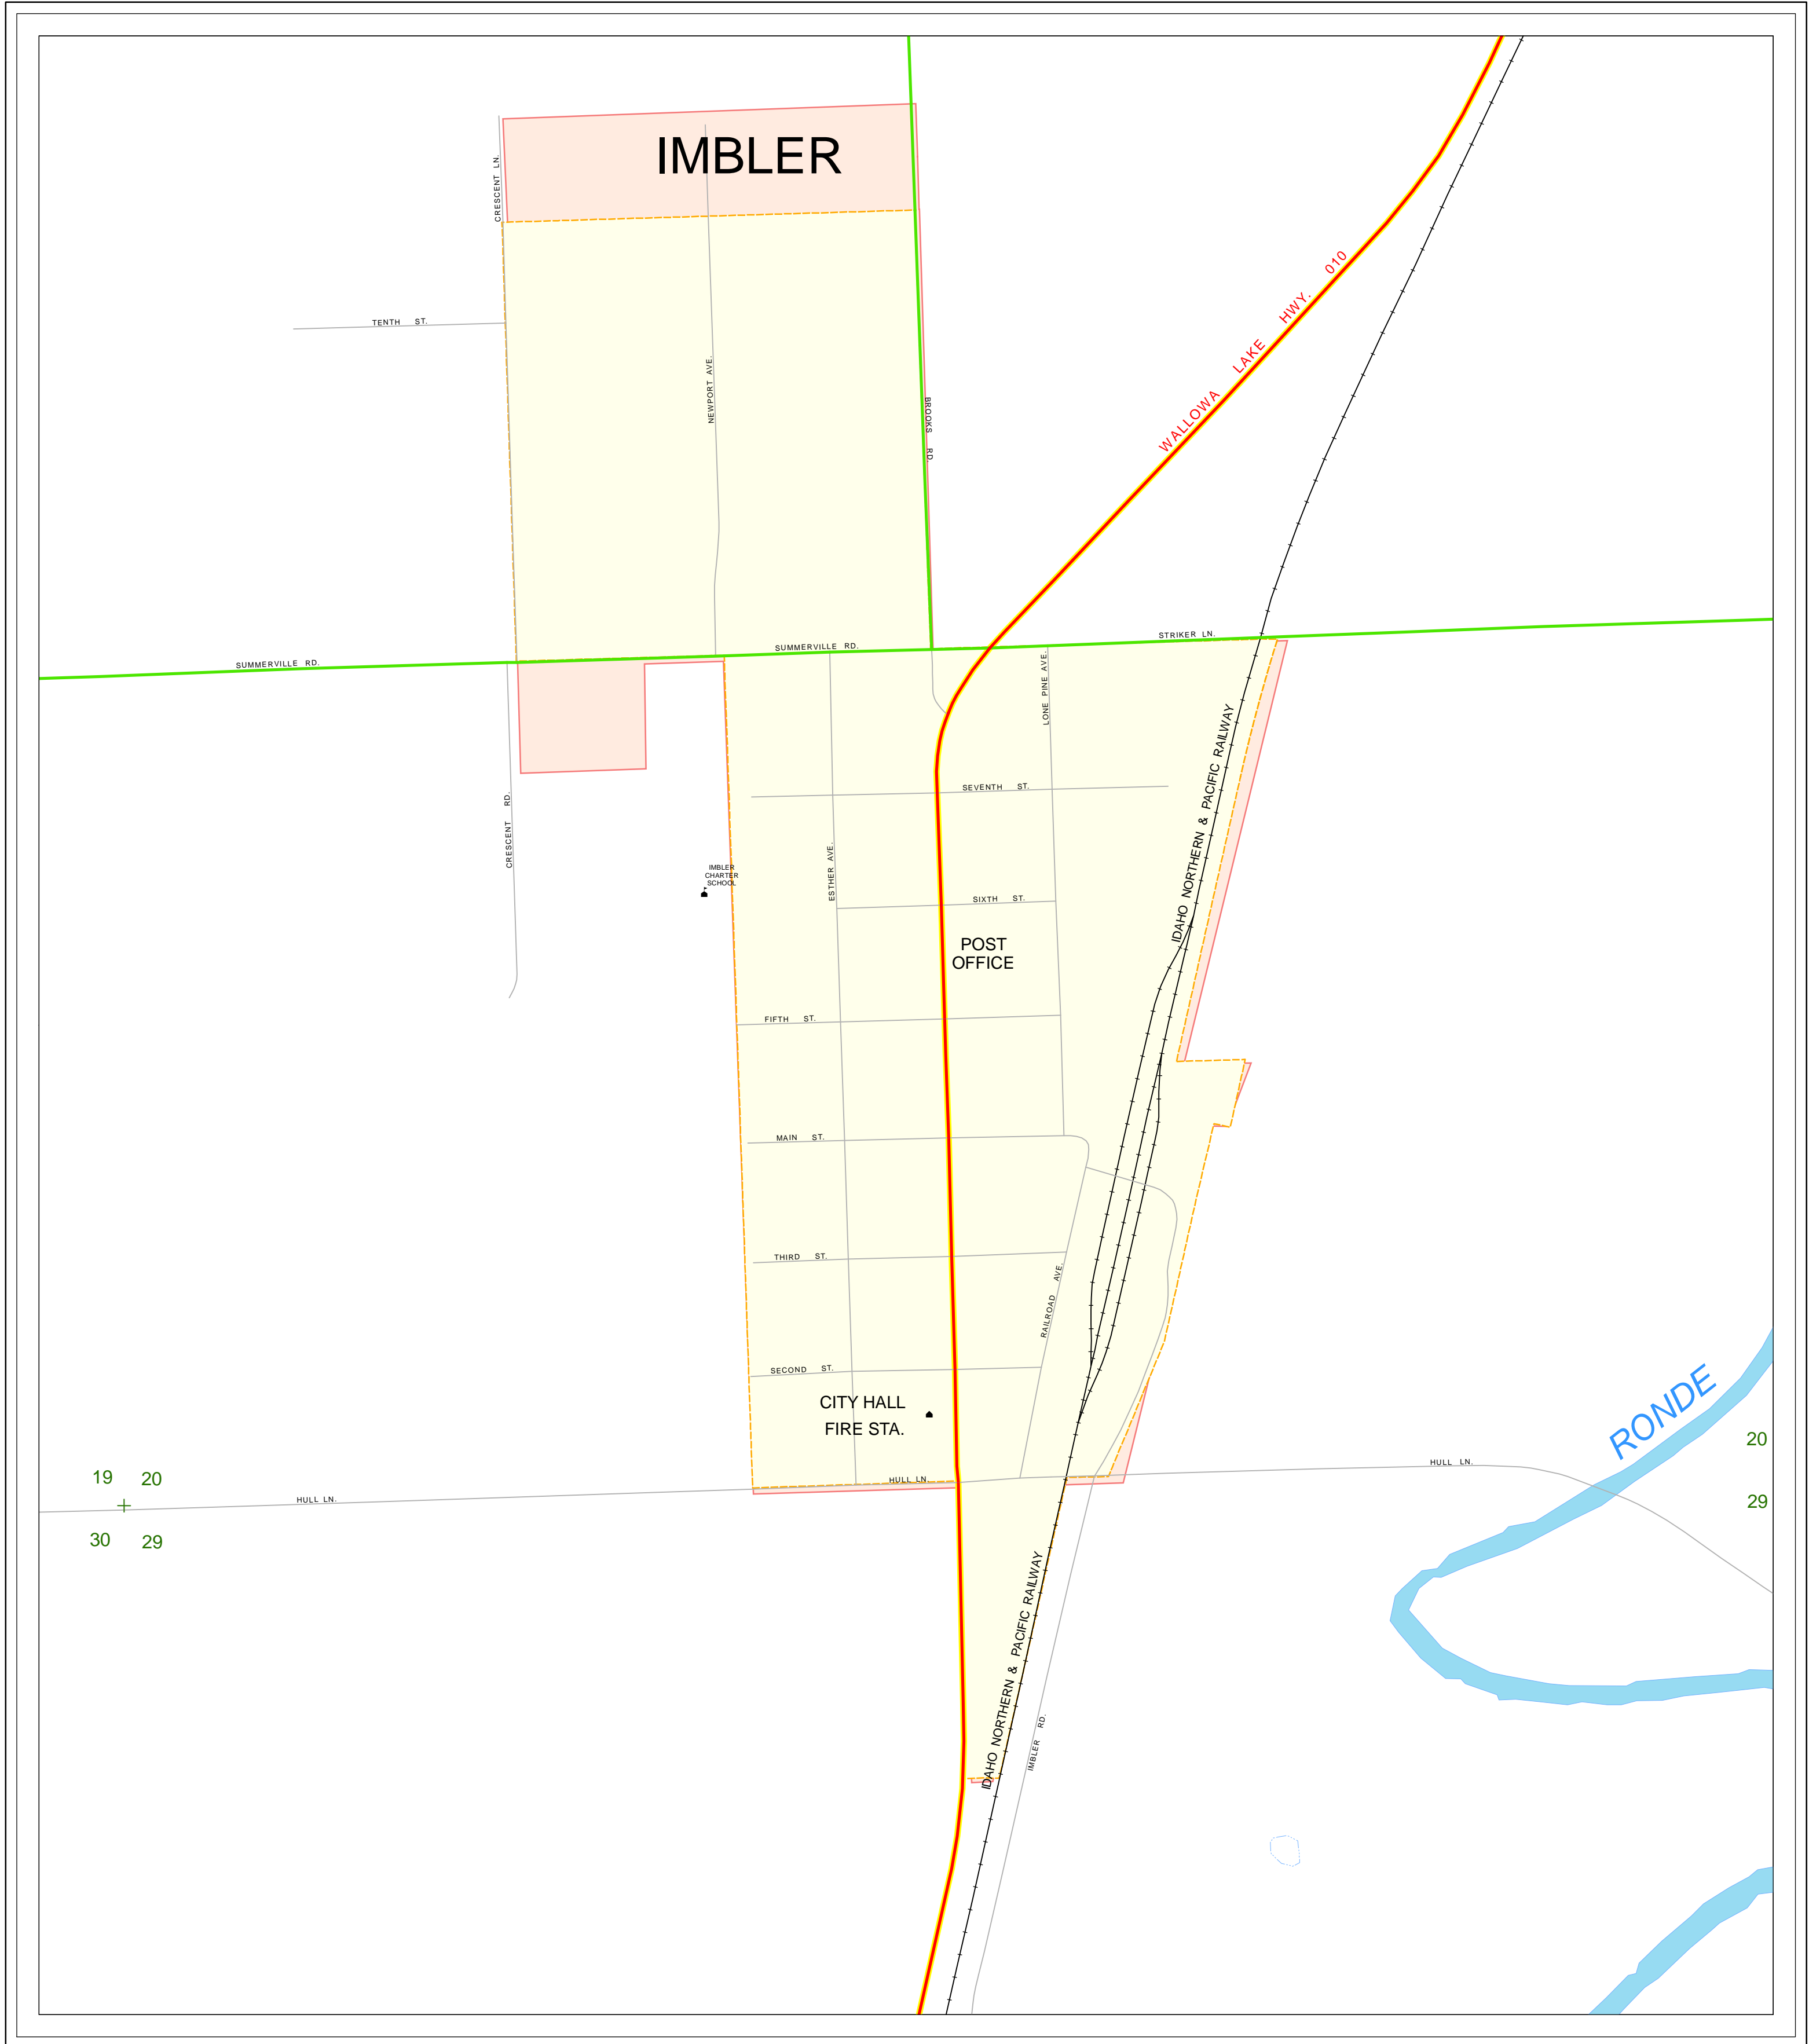 IMBLER
CRESCENT LN.
WALLOWA LAKE HWY. 010
TENTH ST.
NEWPORT AVE.
BROOKS RD.
SUMMERVILLE RD.
SUMMERVILLE RD.
STRIKER LN.
LONE PINE AVE.
IDAHO NORTHERN & PACIFIC RAILWAY
CRESCENT RD.
SEVENTH ST.
IMBLER
CHARTER
SCHOOL
ESTHER AVE.
SIXTH ST.
POST
OFFICE
FIFTH ST.
MAIN ST.
THIRD ST.
RAILROAD AVE.
SECOND ST.
CITY HALL
FIRE STA.
RONDE
20
29
19 20
30 29
HULL LN.
HULL LN.
HULL LN.
IDAHO NORTHERN & PACIFIC RAILWAY
IMBLER RD.